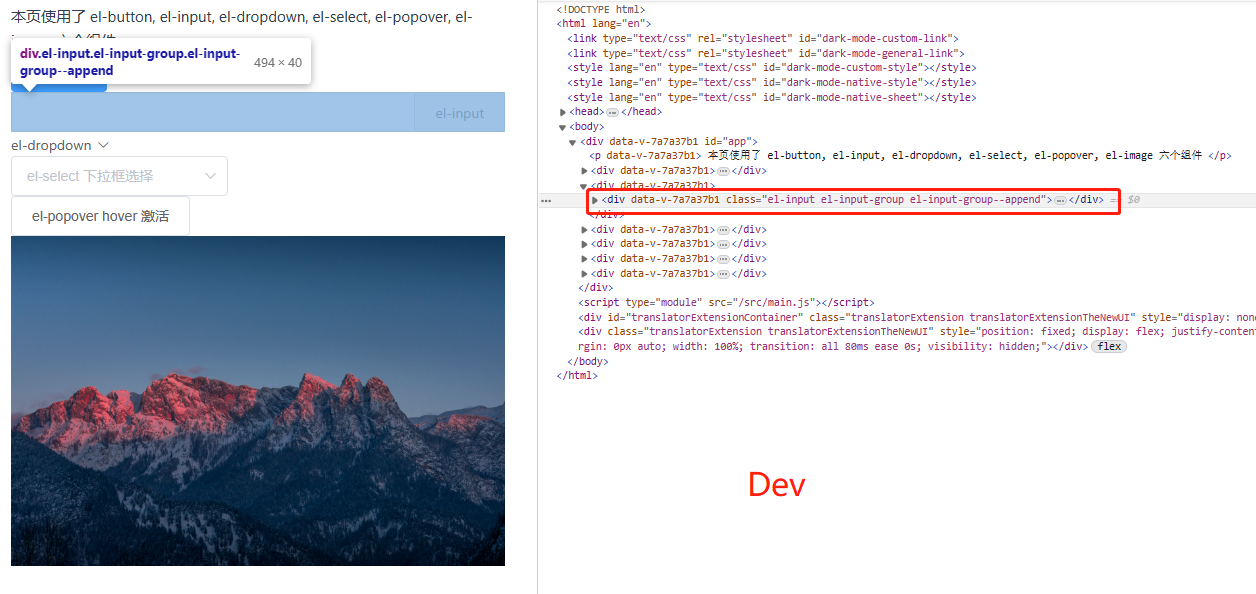 本页使用了 el-button, el-input, el-dropdown, el-select, el-popover, el-
div.el-input.el-input-group.el-input-
group--append
494 × 40
el-input
el-dropdown
el-select 下拉框选择
el-popover hover 激活
<!DOCTYPE html>
<html lang="en">
<link type="text/css" rel="stylesheet" id="dark-mode-custom-link">
<link type="text/css" rel="stylesheet" id="dark-mode-general-link">
<style lang="en" type="text/css" id="dark-mode-custom-style"></style>
<style lang="en" type="text/css" id="dark-mode-native-style"></style>
<style lang="en" type="text/css" id="dark-mode-native-sheet"></style>
<head>…</head>
<body>
<div data-v-7a7a37b1 id="app">
<p data-v-7a7a37b1> 本页使用了 el-button, el-input, el-dropdown, el-select, el-popover, el-image 六个组件 </p>
<div data-v-7a7a37b1>…</div>
<div data-v-7a7a37b1>
<div data-v-7a7a37b1 class="el-input el-input-group el-input-group--append">…</div> == $0
</div>
<div data-v-7a7a37b1>…</div>
<div data-v-7a7a37b1>…</div>
<div data-v-7a7a37b1>…</div>
<div data-v-7a7a37b1>…</div>
</div>
<script type="module" src="/src/main.js"></script>
<div id="translatorExtensionContainer" class="translatorExtension translatorExtensionTheNewUI" style="display: none
<div class="translatorExtension translatorExtensionTheNewUI" style="position: fixed; display: flex; justify-content
rgin: 0px auto; width: 100%; transition: all 80ms ease 0s; visibility: hidden;"></div> flex
</body>
</html>
Dev